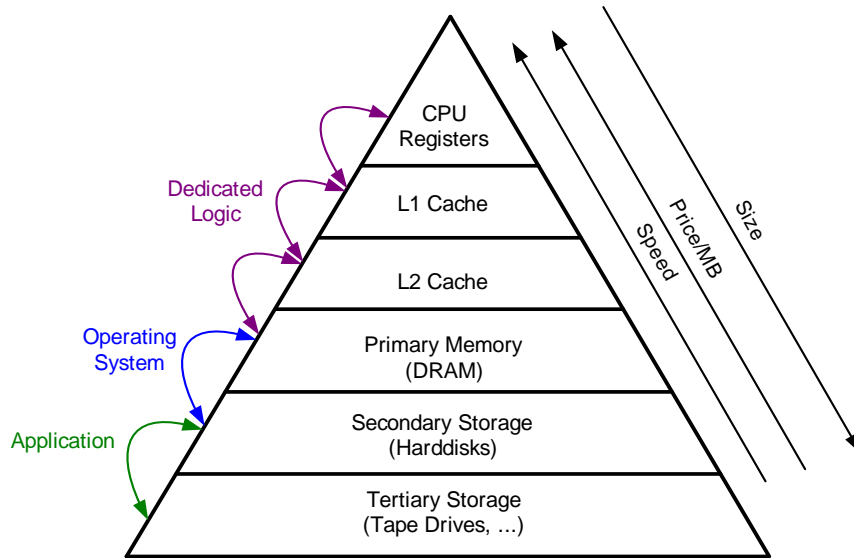 CPU
Registers
Dedicated
Logic
L1 Cache
L2 Cache
Operating
System
Primary Memory
(DRAM)
Application
Secondary Storage
(Harddisks)
Tertiary Storage
(Tape Drives, ...)
Speed
Price/MB
Size